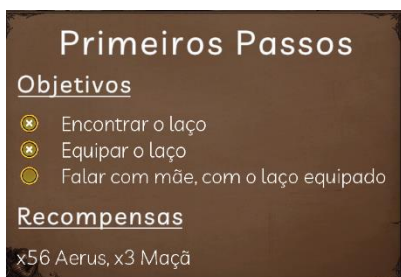 Primeiros Passos
Objetivos
Encontrar o laço
Equipar o laço
Falar com mãe, com o laço equipado
Recompensas
x56 Aerus, x3 Maçã